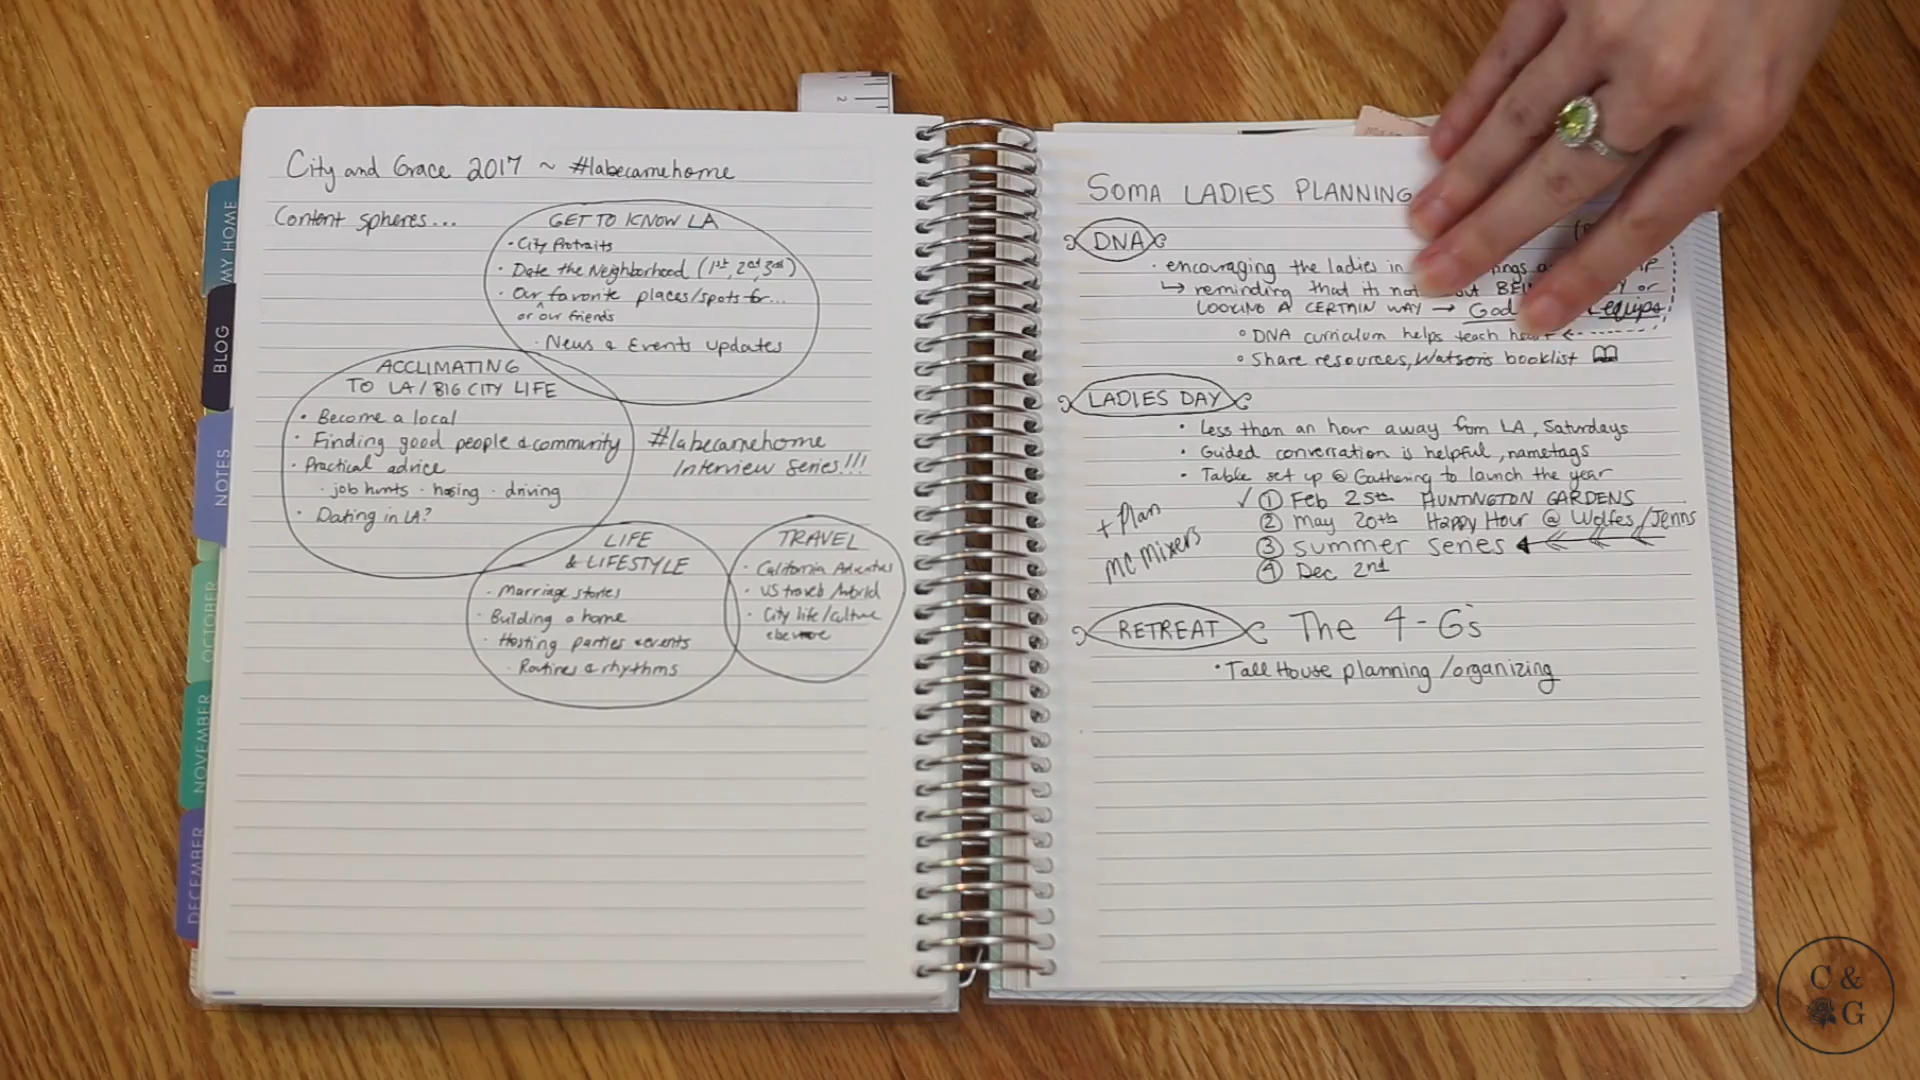 City and Grace 2017 ~ #labecamehome
Content spheres...
GET TO KNOW LA
• City Protraits
• Date the Neighborhood (1st, 2nd, 3rd)
• Our favorite places/spots for...
or our friends
• News & Events updates
ACCLIMATING
TO LA/BIG CITY LIFE
• Become a local
• Finding good people & community
• Practical advice
• job hunts • hosing • driving
• Dating in LA?
#labecamehome
Interview Series!!!
LIFE
& LIFESTYLE
• Marriage stories
• Building a home
• Hosting parties & events
• Routines & rhythms
TRAVEL
• California
• US travels/world
• City life/culture
MY HOME
BLOG
NOTES
OCTOBER
NOVEMBER
DECEMBER
2
SOMA LADIES PLANNING
DNA
• encouraging the ladies in
↳ reminding that its not
LOOKING A CERTAIN WAY → God equips
° DNA curriculum helps teach
° Share resources, Watson's booklist
LADIES DAY
• Less than an hour away from LA, Saturdays
• Guided conversation is helpful, nametags
• Table set up @ Gathering to launch the year
✓ ① Feb 25th HUNTINGTON GARDENS
② May 20th Happy Hour @ Wolfes/Jenns
③ Summer series
④ Dec 2nd
+ Plan
MC Mixers
RETREAT The 4-G's
• Tall House planning/organizing
C &
G